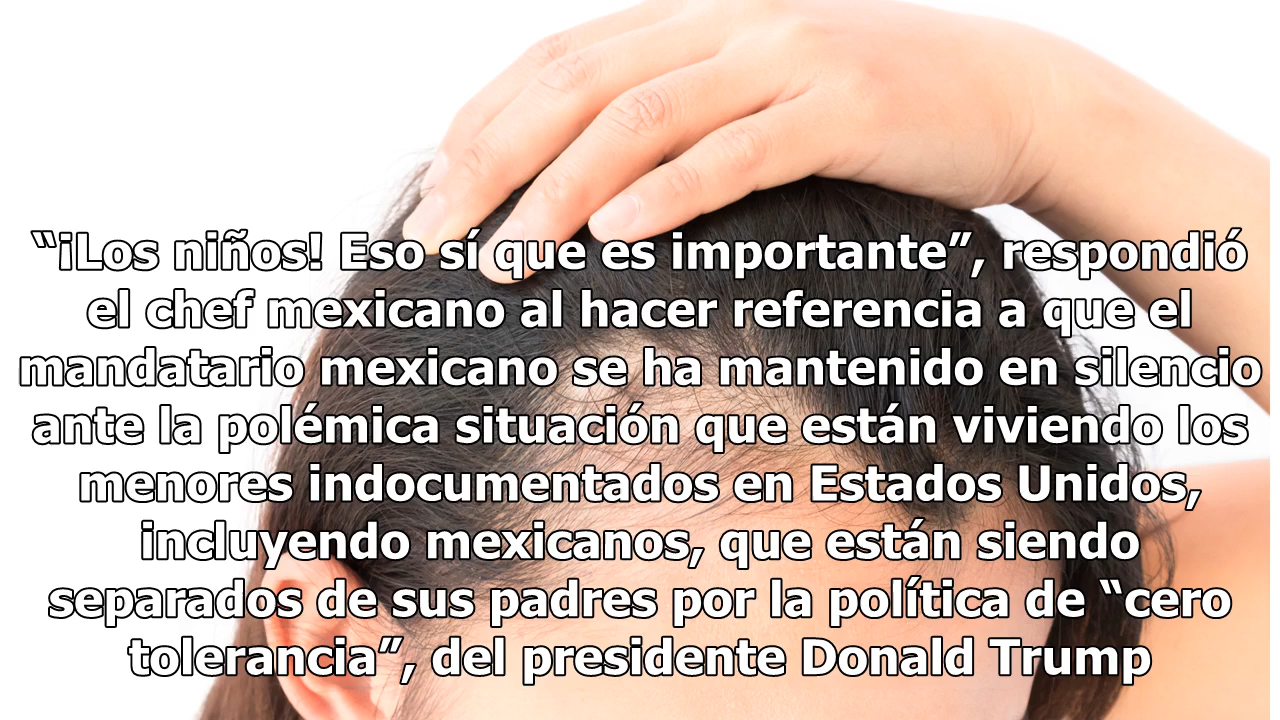 “¡Los niños! Eso sí que es importante”, respondió
el chef mexicano al hacer referencia a que el
mandatario mexicano se ha mantenido en silencio
ante la polémica situación que están viviendo los
menores indocumentados en Estados Unidos,
incluyendo mexicanos, que están siendo
separados de sus padres por la política de “cero
tolerancia”, del presidente Donald Trump